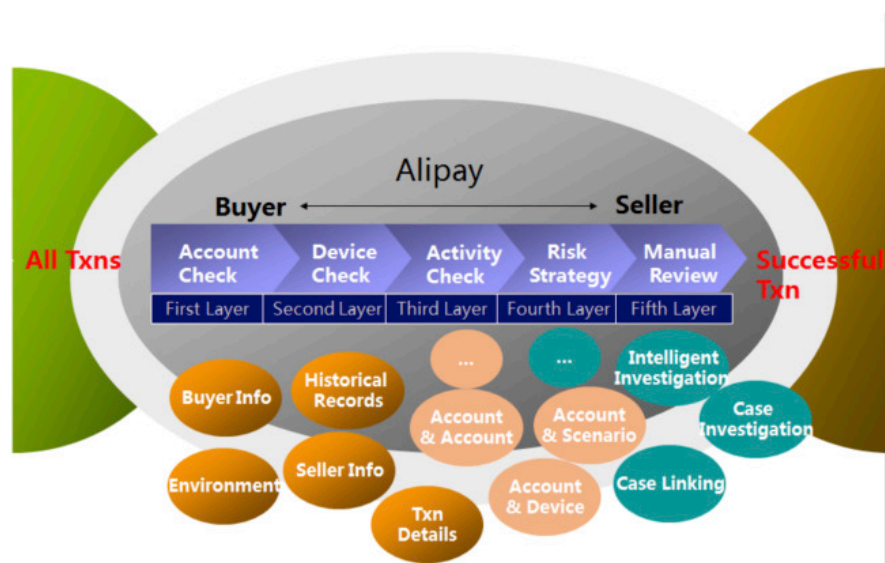 Alipay
Buyer
Seller
All Txns
Account
Check
Device
Check
Activity
Check
Risk
Strategy
Manual
Review
Successful
Txn
First Layer
Second Layer
Third Layer
Fourth Layer
Fifth Layer
Buyer Info
Historical
Records
...
...
Intelligent
Investigation
Account
& Account
Account
& Scenario
Case
Investigation
Environment
Seller Info
Account
& Device
Case Linking
Txn
Details